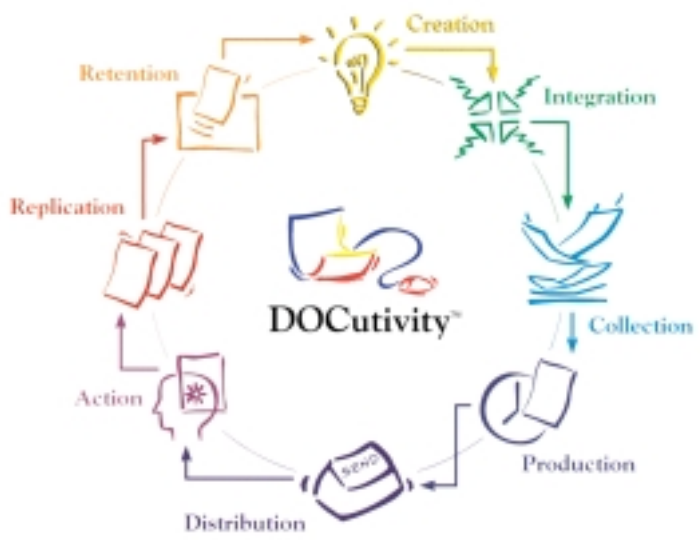 Creation
Retention
Integration
Replication
DOCutivity™
Collection
Action
SEND
Production
Distribution